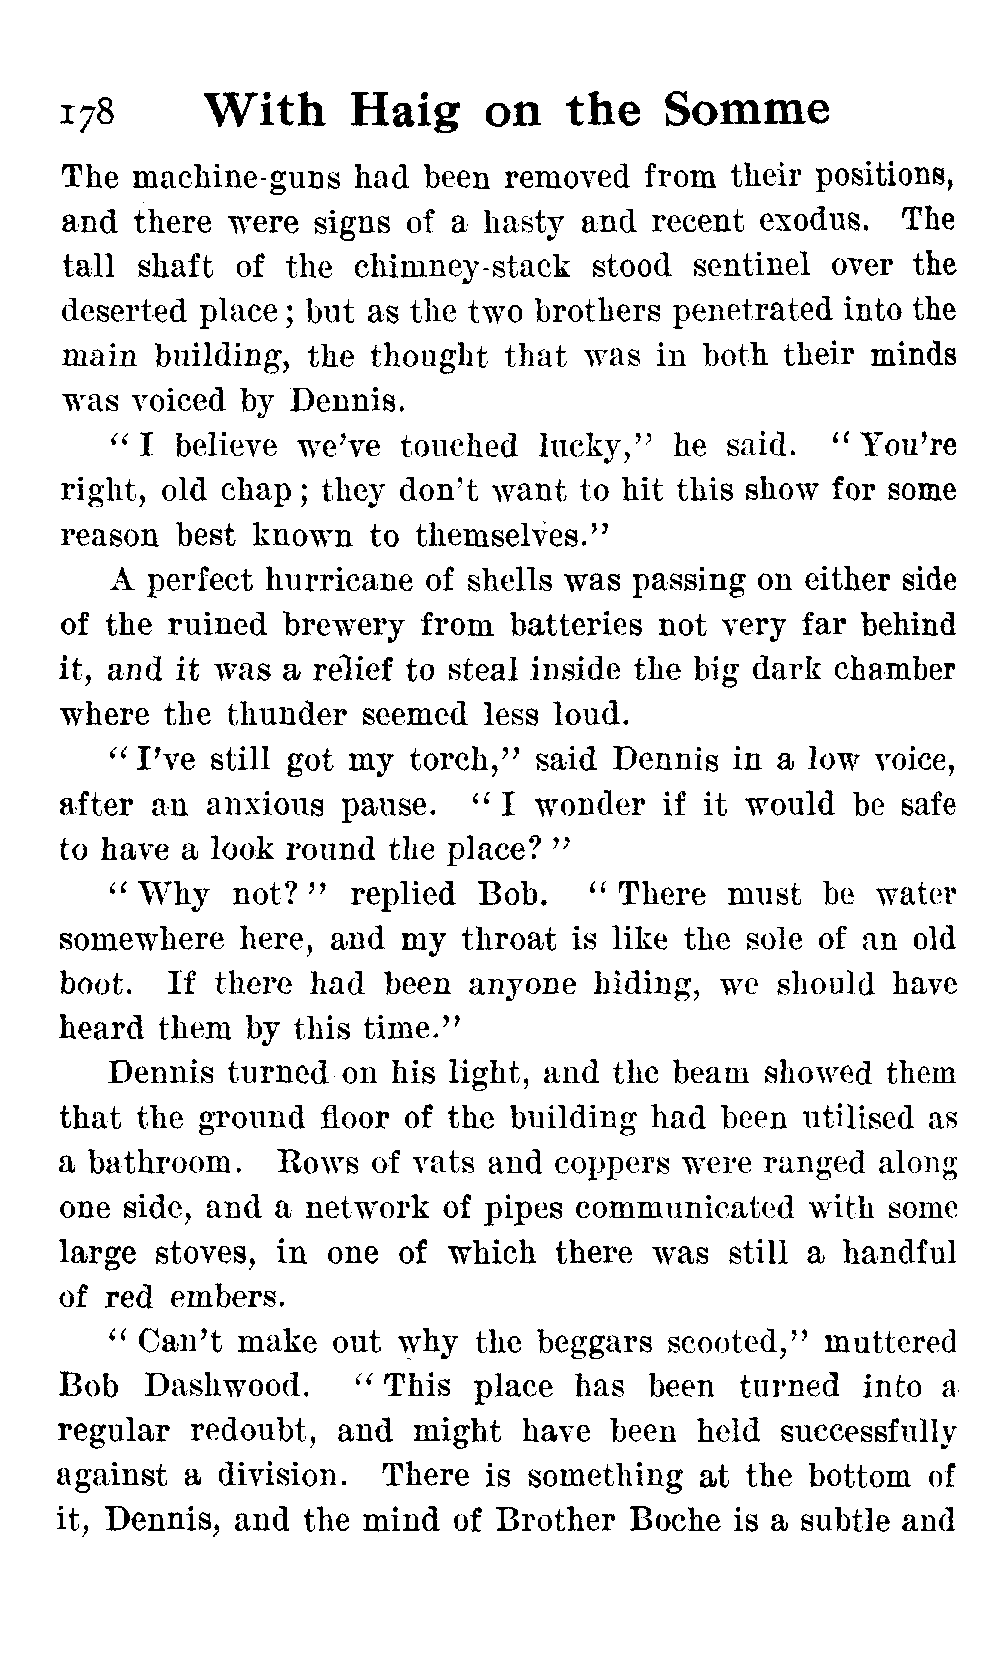 178 With Haig on the Somme
The machine-guns had been removed from their positions,
and there were signs of a hasty and recent exodus. The
tall shaft of the chimney-stack stood sentinel over the
deserted place; but as the two brothers penetrated into the
main building, the thought that was in both their minds
was voiced by Dennis.
"I believe we've touched lucky," he said. "You're
right, old chap; they don't want to hit this show for some
reason best known to themselves."
A perfect hurricane of shells was passing on either side
of the ruined brewery from batteries not very far behind
it, and it was a relief to steal inside the big dark chamber
where the thunder seemed less loud.
"I've still got my torch," said Dennis in a low voice,
after an anxious pause. "I wonder if it would be safe
to have a look round the place?"
"Why not?" replied Bob. "There must be water
somewhere here, and my throat is like the sole of an old
boot. If there had been anyone hiding, we should have
heard them by this time."
Dennis turned on his light, and the beam showed them
that the ground floor of the building had been utilised as
a bathroom. Rows of vats and coppers were ranged along
one side, and a network of pipes communicated with some
large stoves, in one of which there was still a handful
of red embers.
"Can't make out why the beggars scooted," muttered
Bob Dashwood. "This place has been turned into a
regular redoubt, and might have been held successfully
against a division. There is something at the bottom of
it, Dennis, and the mind of Brother Boche is a subtle and